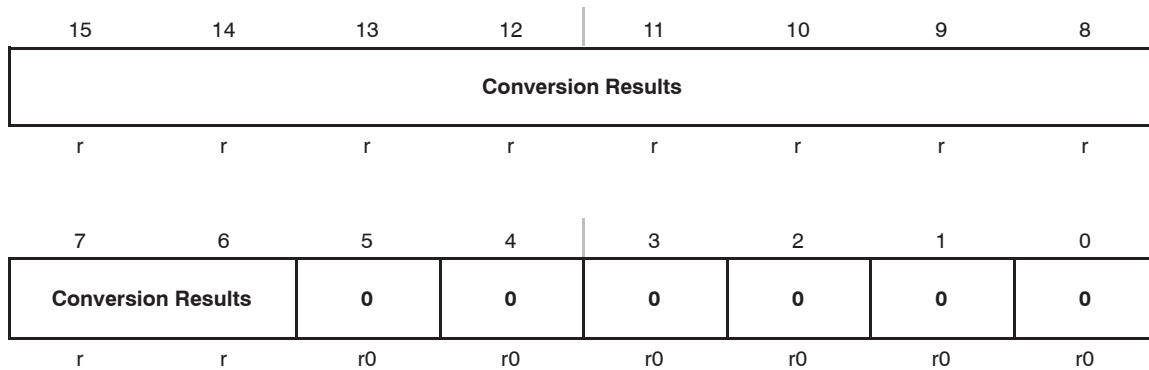 15 14 13 12 11 10 9 8
Conversion Results
r r r r r r r r
7 6 5 4 3 2 1 0
Conversion Results 0 0 0 0 0 0
r r r0 r0 r0 r0 r0 r0